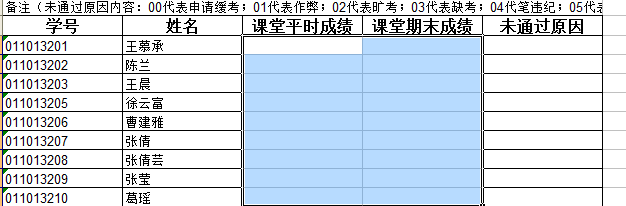 备注（未通过原因内容：00代表申请缓考；01代表作弊；02代表旷考；03代表缺考；04代笔违纪；05代表
学号 姓名 课堂平时成绩 课堂期末成绩 未通过原因
011013201 王慕承
011013202 陈兰
011013203 王晨
011013205 徐云富
011013206 曹建雅
011013207 张倩
011013208 张倩芸
011013209 张莹
011013210 葛瑶